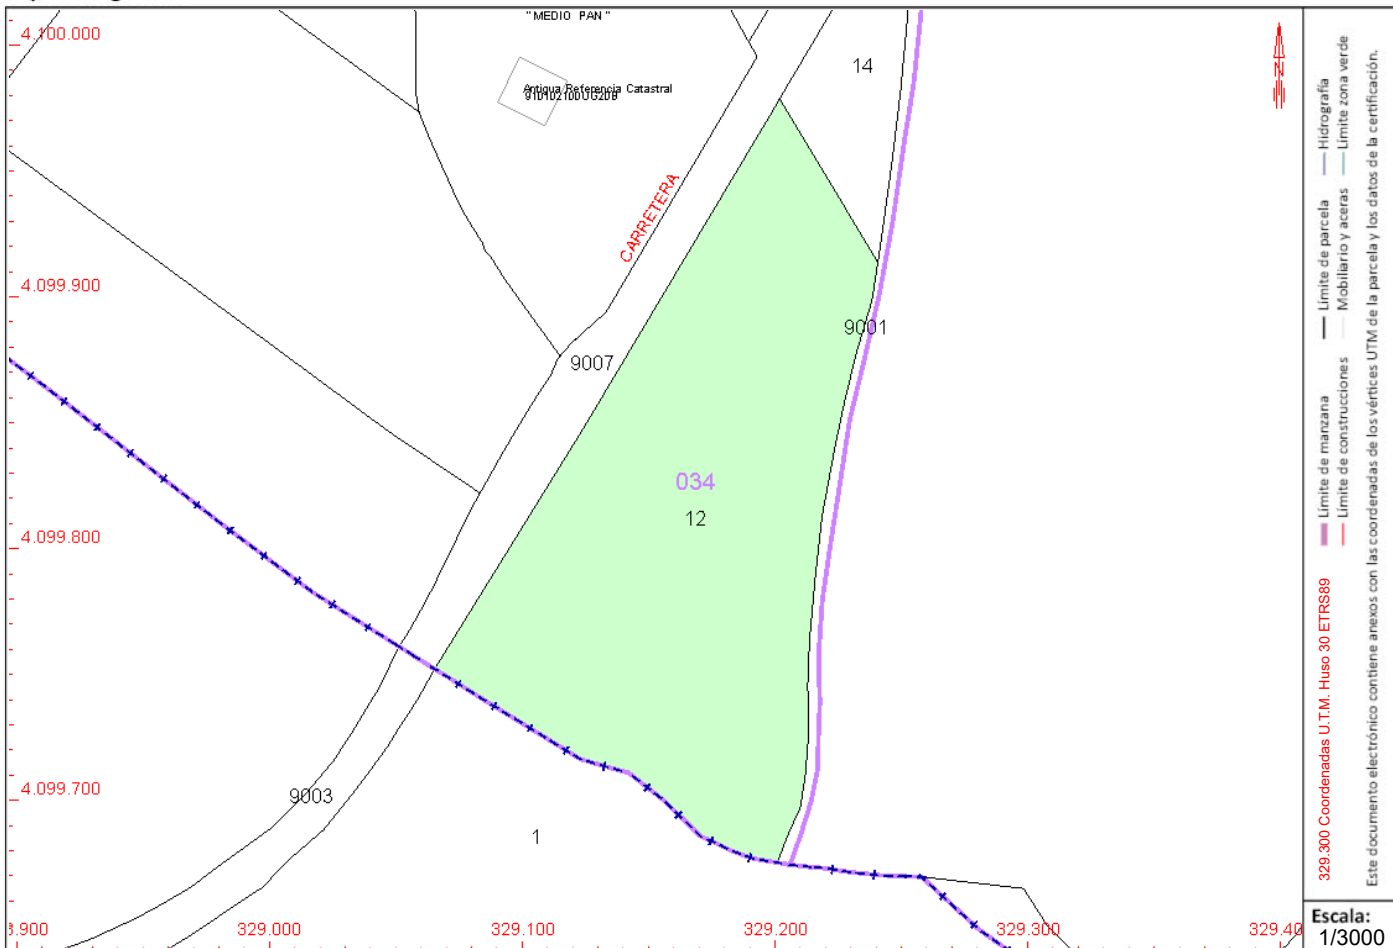 "MEDIO PAN"
4.100.000
14
Antigua Referencia Catastral
CARRETERA
4.099.900
9001
9007
034
12
4.099.800
4.099.700
9003
1
329.000
329.100
329.200
329.300
Límite de manzana
Límite de parcela
Hidrografía
Límite de construcciones
Mobiliario y aceras
Límite zona verde
329.300 Coordenadas U.T.M. Huso 30 ETRS89
Este documento electrónico contiene anexos con las coordenadas de los vértices UTM de la parcela y los datos de la certificación.
Escala:
1/3000